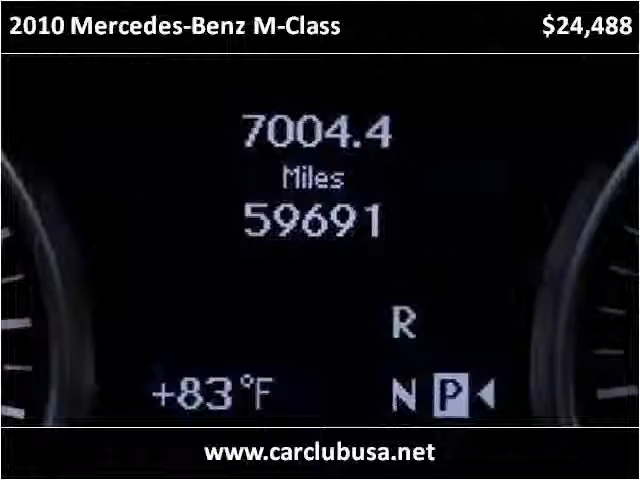 2010 Mercedes-Benz M-Class $24,488
7004.4
Miles
59691
R
+83°F N P
www.carclubusa.net